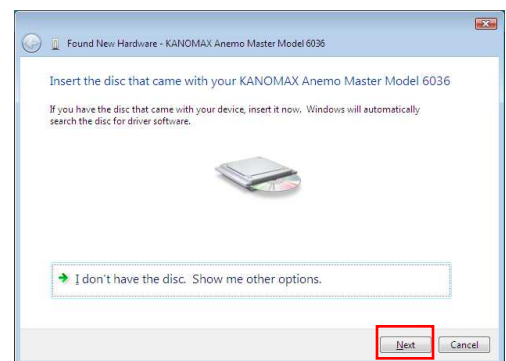 Found New Hardware - KANOMAX Anemo Master Model 6036
Insert the disc that came with your KANOMAX Anemo Master Model 6036
If you have the disc that came with your device, insert it now. Windows will automatically
search the disc for driver software.
I don't have the disc. Show me other options.
Next Cancel